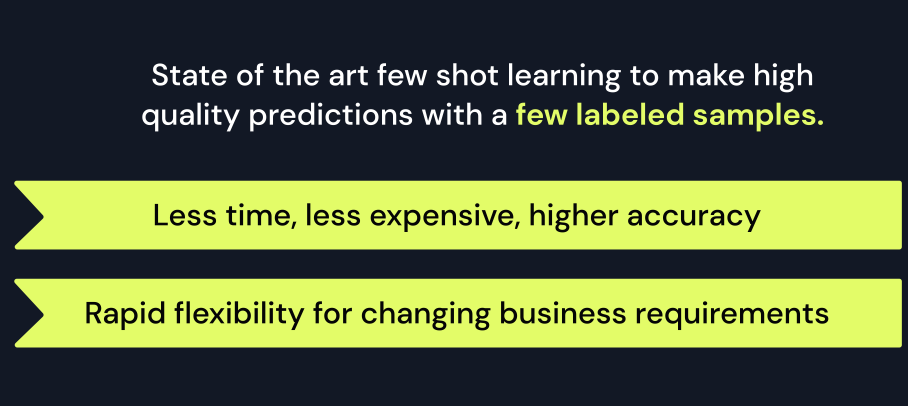 State of the art few shot learning to make high
quality predictions with a few labeled samples.
Less time, less expensive, higher accuracy
Rapid flexibility for changing business requirements